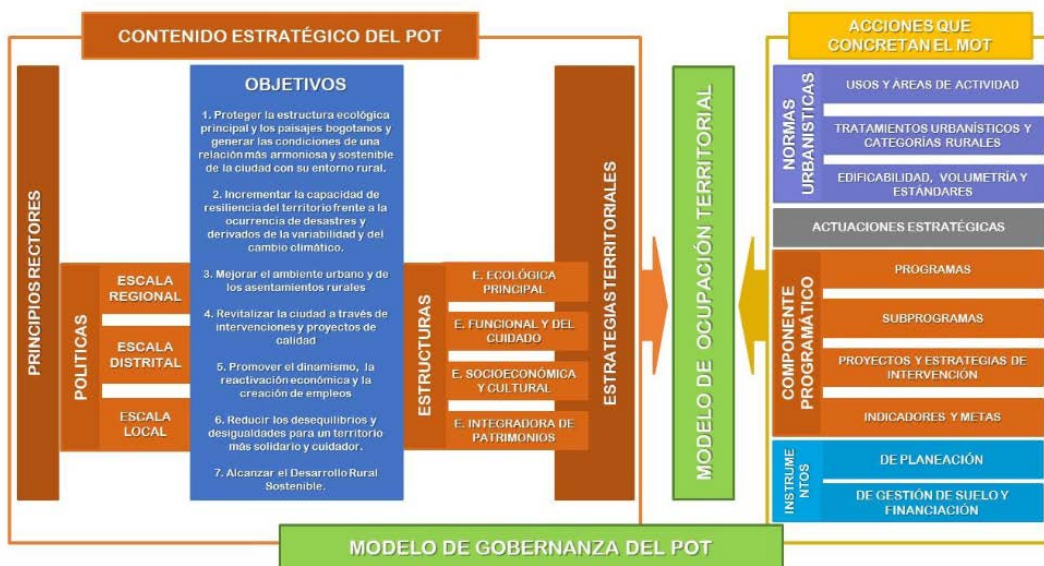 CONTENIDO ESTRATÉGICO DEL POT
PRINCIPIOS RECTORES
POLITICAS
ESCALA
REGIONAL
ESCALA
DISTRITAL
ESCALA
LOCAL
OBJETIVOS
1. Proteger la estructura ecológica
principal y los paisajes bogotanos y
generar las condiciones de una
relación más armoniosa y sostenible
de la ciudad con su entorno rural.
2. Incrementar la capacidad de
resiliencia del territorio frente a la
ocurrencia de desastres y
derivados de la variabilidad y del
cambio climático.
3. Mejorar el ambiente urbano y de
los asentamientos rurales
4. Revitalizar la ciudad a través de
intervenciones y proyectos de
calidad
5. Promover el dinamismo, la
reactivación económica y la
creación de empleos
6. Reducir los desequilibrios y
desigualdades para un territorio
más solidario y cuidador.
7. Alcanzar el Desarrollo Rural
Sostenible.
ESTRUCTURAS
E. ECOLÓGICA
PRINCIPAL
E. FUNCIONAL Y DEL
CUIDADO
E. SOCIOECONÓMICA
Y CULTURAL
E. INTEGRADORA DE
PATRIMONIOS
ESTRATEGIAS TERRITORIALES
MODELO DE OCUPACIÓN TERRITORIAL
ACCIONES QUE
CONCRETAN EL MOT
NORMAS
URBANISTICAS
USOS Y ÁREAS DE ACTIVIDAD
TRATAMIENTOS URBANÍSTICOS Y
CATEGORÍAS RURALES
EDIFICABILIDAD, VOLUMETRÍA Y
ESTÁNDARES
ACTUACIONES ESTRATÉGICAS
COMPONENTE
PROGRAMÁTICO
PROGRAMAS
SUBPROGRAMAS
PROYECTOS Y ESTRATEGIAS DE
INTERVENCIÓN
INDICADORES Y METAS
INSTRUME
NTOS
DE PLANEACIÓN
DE GESTIÓN DE SUELO Y
FINANCIACIÓN
MODELO DE GOBERNANZA DEL POT